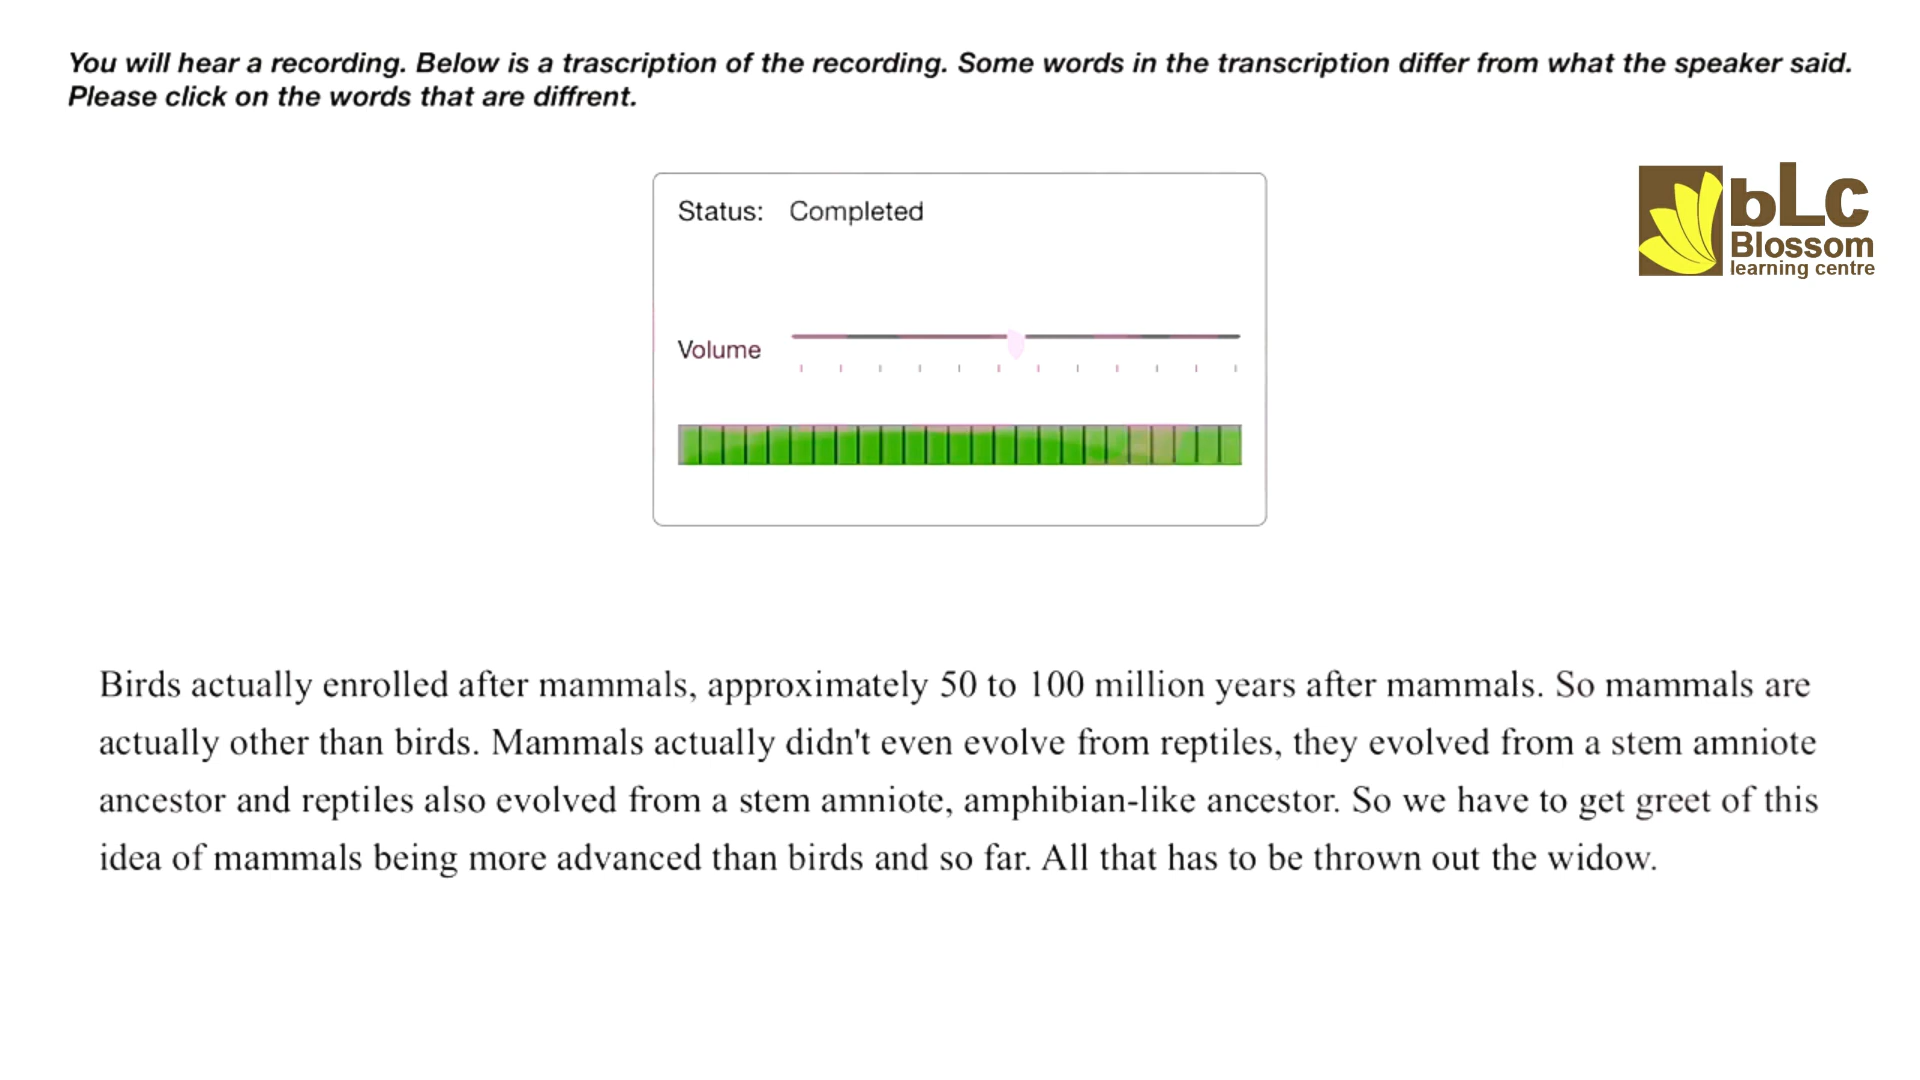 You will hear a recording. Below is a trascription of the recording. Some words in the transcription differ from what the speaker said.
Please click on the words that are diffrent.
bLc
Blossom
learning centre
Status: Completed
Volume
Birds actually enrolled after mammals, approximately 50 to 100 million years after mammals. So mammals are
actually other than birds. Mammals actually didn't even evolve from reptiles, they evolved from a stem amniote
ancestor and reptiles also evolved from a stem amniote, amphibian-like ancestor. So we have to get greet of this
idea of mammals being more advanced than birds and so far. All that has to be thrown out the widow.